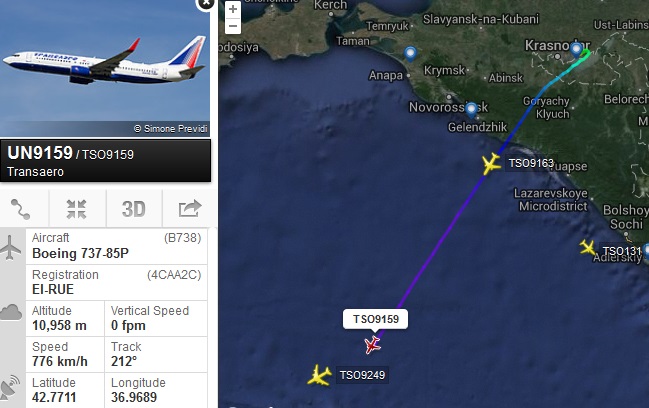 © Simone Previdi
UN9159 / TSO9159
Transaero
3D
Aircraft (B738)
Boeing 737-85P
Registration (4CAA2C)
EI-RUE
Altitude Vertical Speed
10,958 m 0 fpm
Speed Track
776 km/h 212°
Latitude Longitude
42.7711 36.9689
+
−
Kerch
Temryuk
Slavyansk-na-Kubani
Ust-Labins
Taman
Krasnodar
odosiya
Anapa
Krymsk
Abinsk
Goryachy
Klyuch
Belorech
Novorossiysk
Gelendzhik
TSO9163
Tuapse
Lazarevskoye
Microdistrict
Bolshoy
Sochi
TSO131
Adlerskiy
TSO9159
TSO9249